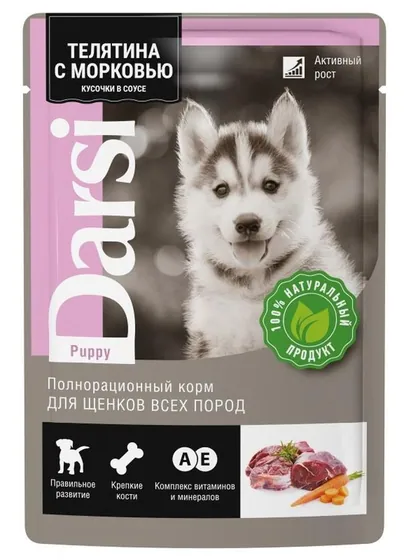 ТЕЛЯТИНА
С МОРКОВЬЮ
КУСОЧКИ В СОУСЕ
Активный
рост
Darsi
Puppy
100% НАТУРАЛЬНЫЙ
ПРОДУКТ
Полнорационный корм
ДЛЯ ЩЕНКОВ ВСЕХ ПОРОД
Правильное
развитие
Крепкие
кости
A E
Комплекс витаминов
и минералов